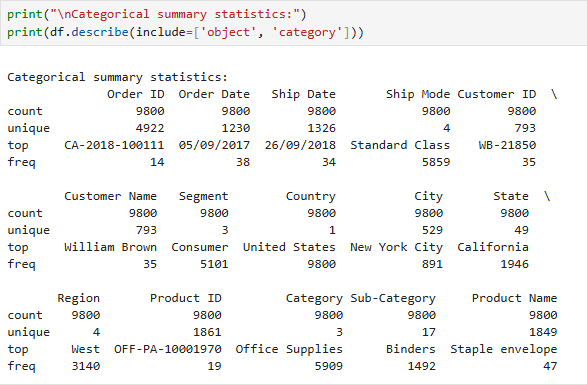 print("\nCategorical summary statistics:")
print(df.describe(include=['object', 'category']))
Categorical summary statistics:
Order ID Order Date Ship Date Ship Mode Customer ID \
count 9800 9800 9800 9800 9800
unique 4922 1230 1326 4 793
top CA-2018-100111 05/09/2017 26/09/2018 Standard Class WB-21850
freq 14 38 34 5859 35
Customer Name Segment Country City State \
count 9800 9800 9800 9800 9800
unique 793 3 1 529 49
top William Brown Consumer United States New York City California
freq 35 5101 9800 891 1946
Region Product ID Category Sub-Category Product Name
count 9800 9800 9800 9800 9800
unique 4 1861 3 17 1849
top West OFF-PA-10001970 Office Supplies Binders Staple envelope
freq 3140 19 5909 1492 47